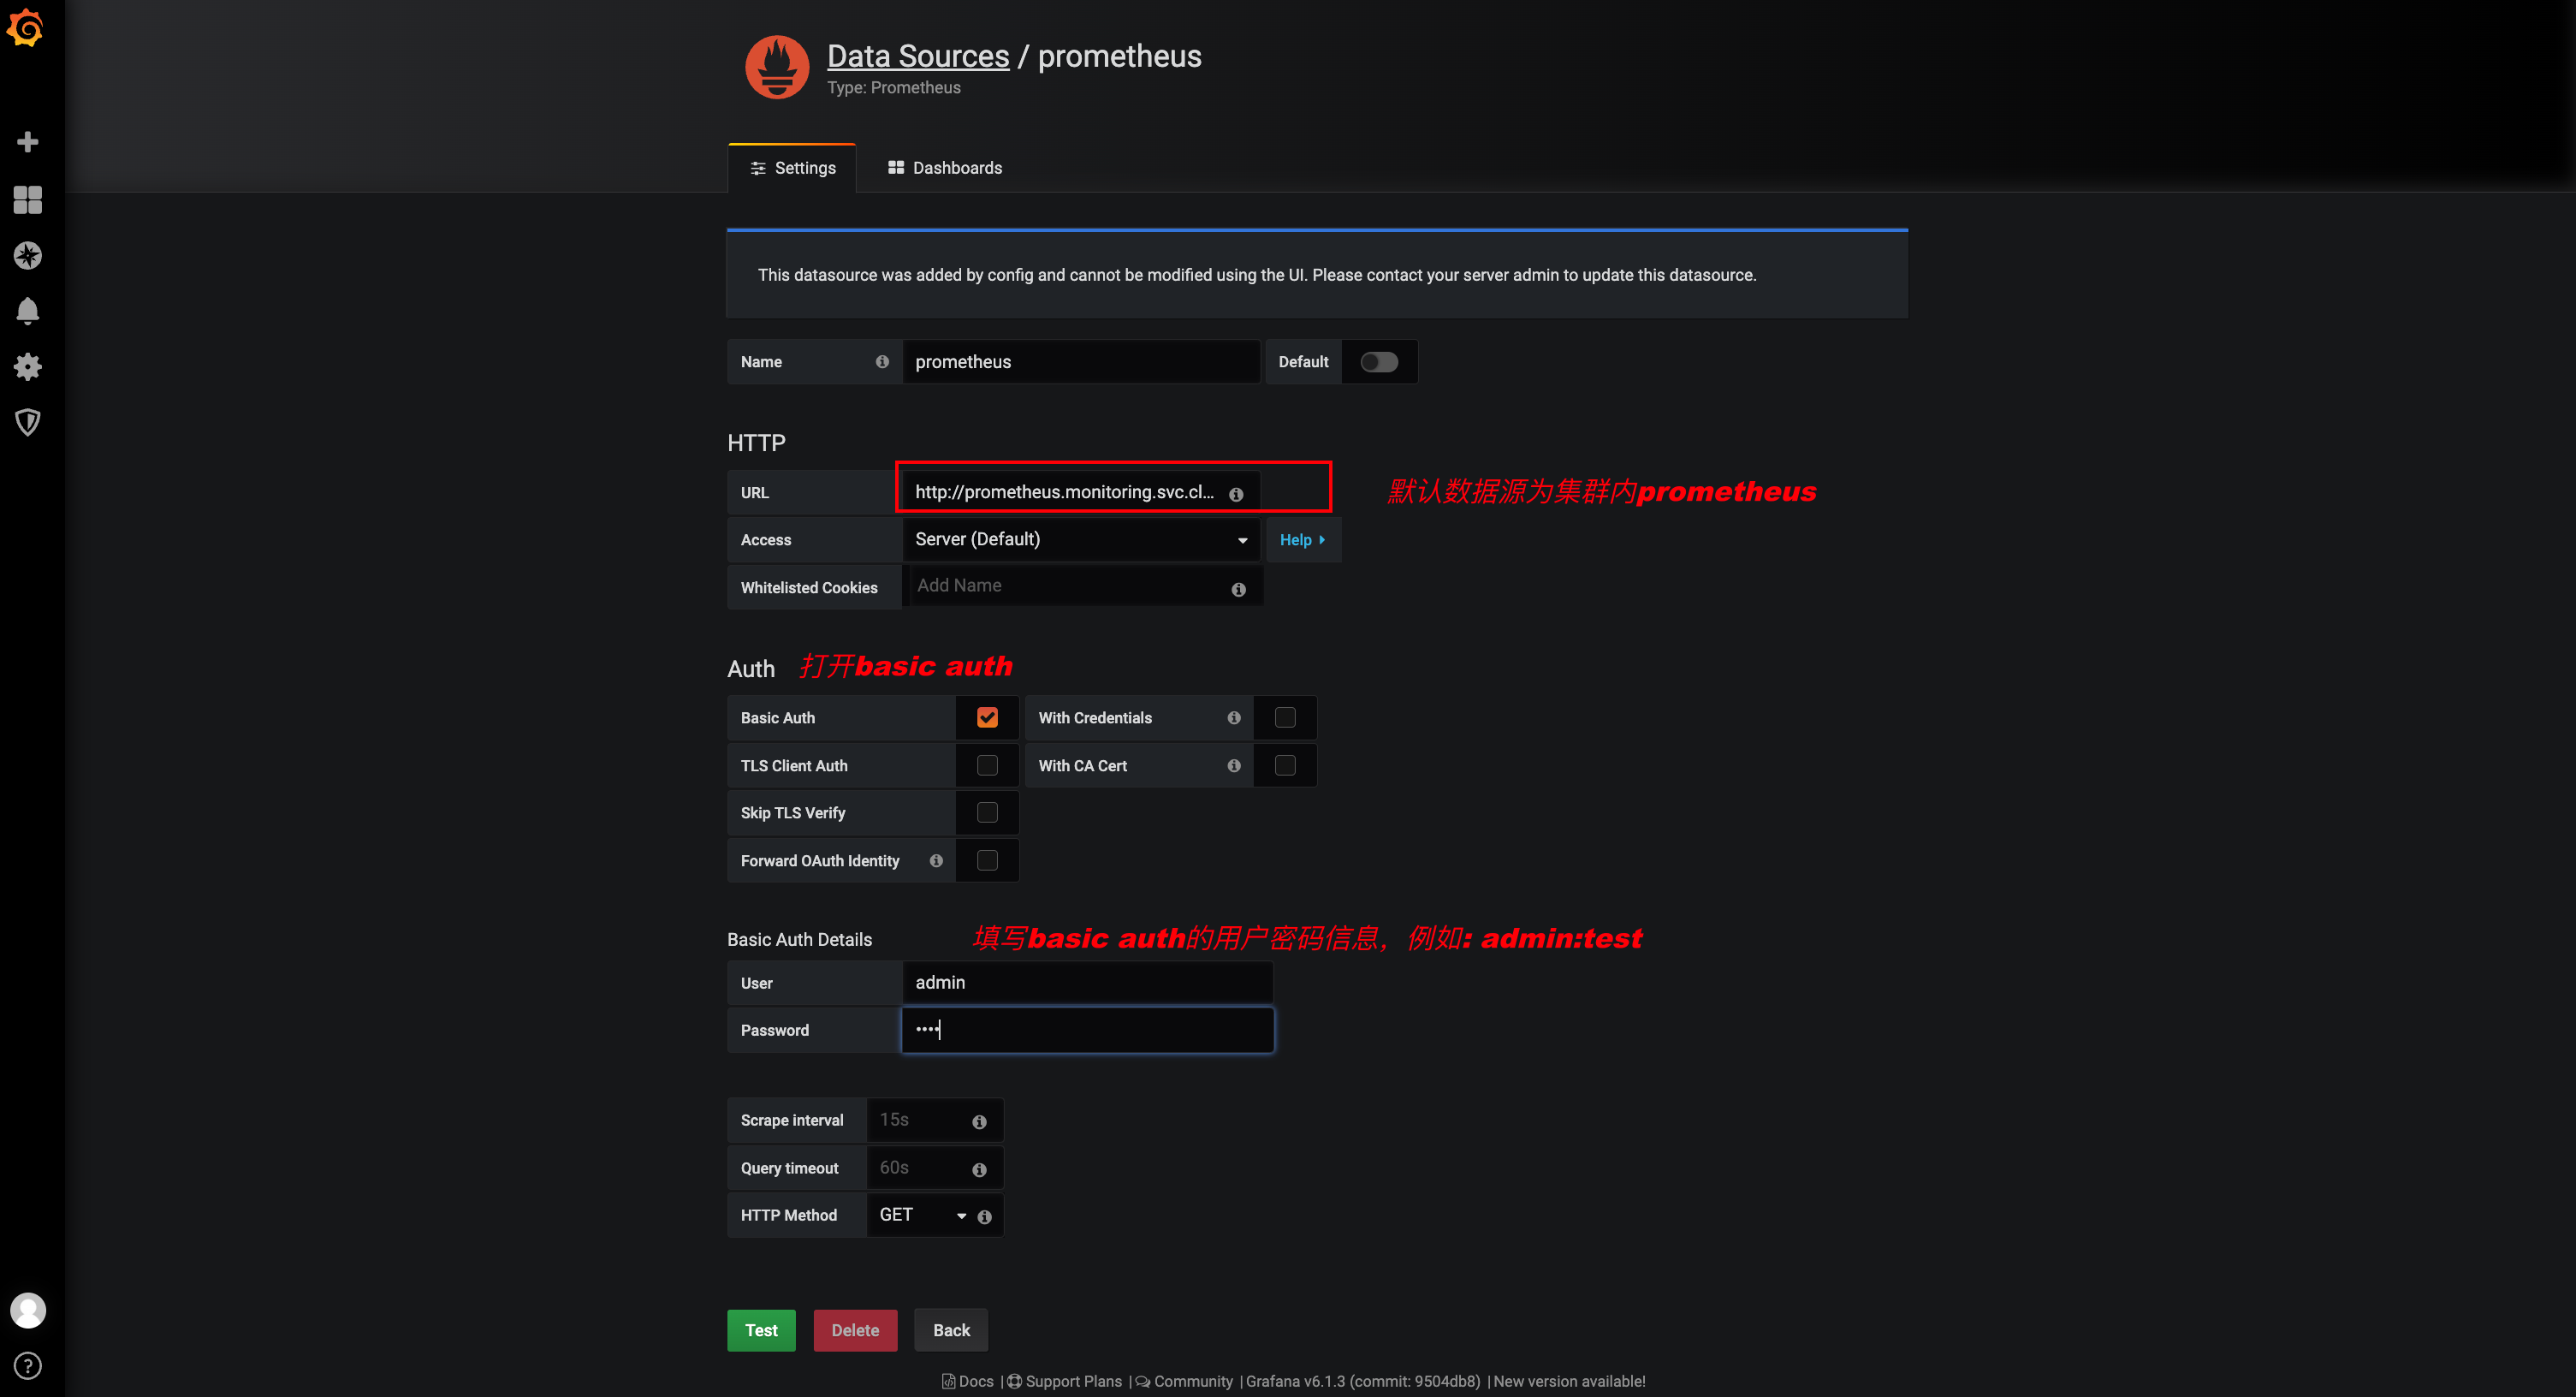 Data Sources / prometheus
Type: Prometheus
Settings
Dashboards
This datasource was added by config and cannot be modified using the UI. Please contact your server admin to update this datasource.
Name
prometheus
Default
HTTP
URL
http://prometheus.monitoring.svc.cl...
默认数据源为集群内prometheus
Access
Server (Default)
Help
Whitelisted Cookies
Add Name
Auth
打开basic auth
Basic Auth
With Credentials
TLS Client Auth
With CA Cert
Skip TLS Verify
Forward OAuth Identity
Basic Auth Details
填写basic auth的用户密码信息，例如: admin:test
User
admin
Password
••••
Scrape interval
15s
Query timeout
60s
HTTP Method
GET
Test
Delete
Back
Docs | Support Plans | Community | Grafana v6.1.3 (commit: 9504db8) | New version available!